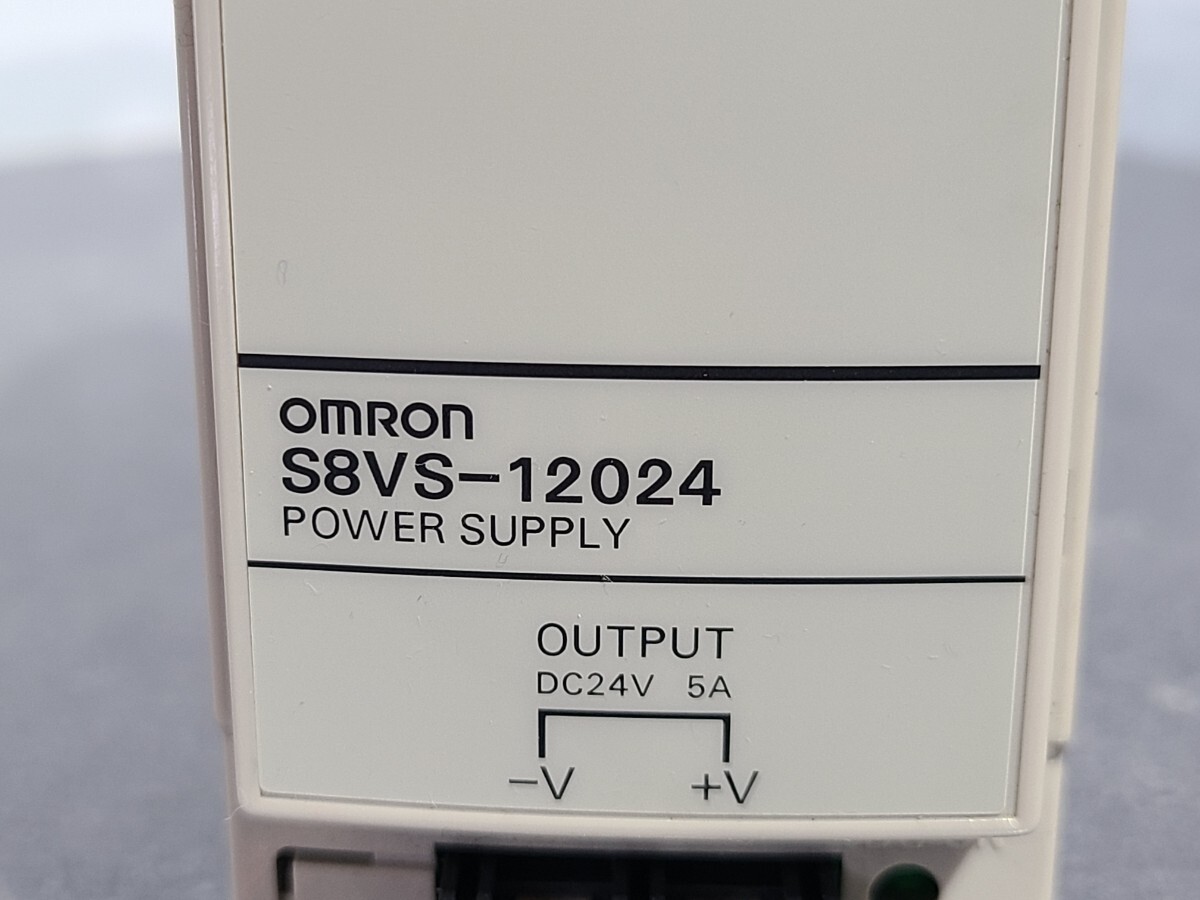 OMRON
S8VS-12024
POWER SUPPLY
OUTPUT
DC24V 5A
-V +V